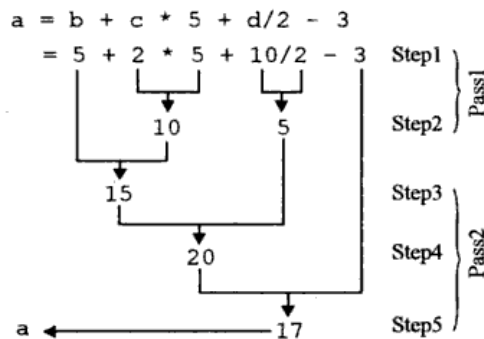 a = b + c * 5 + d/2 - 3
= 5 + 2 * 5 + 10/2 - 3 Step1
Pass1
10 5 Step2
15 Step3
20 Step4
Pass2
a 17 Step5